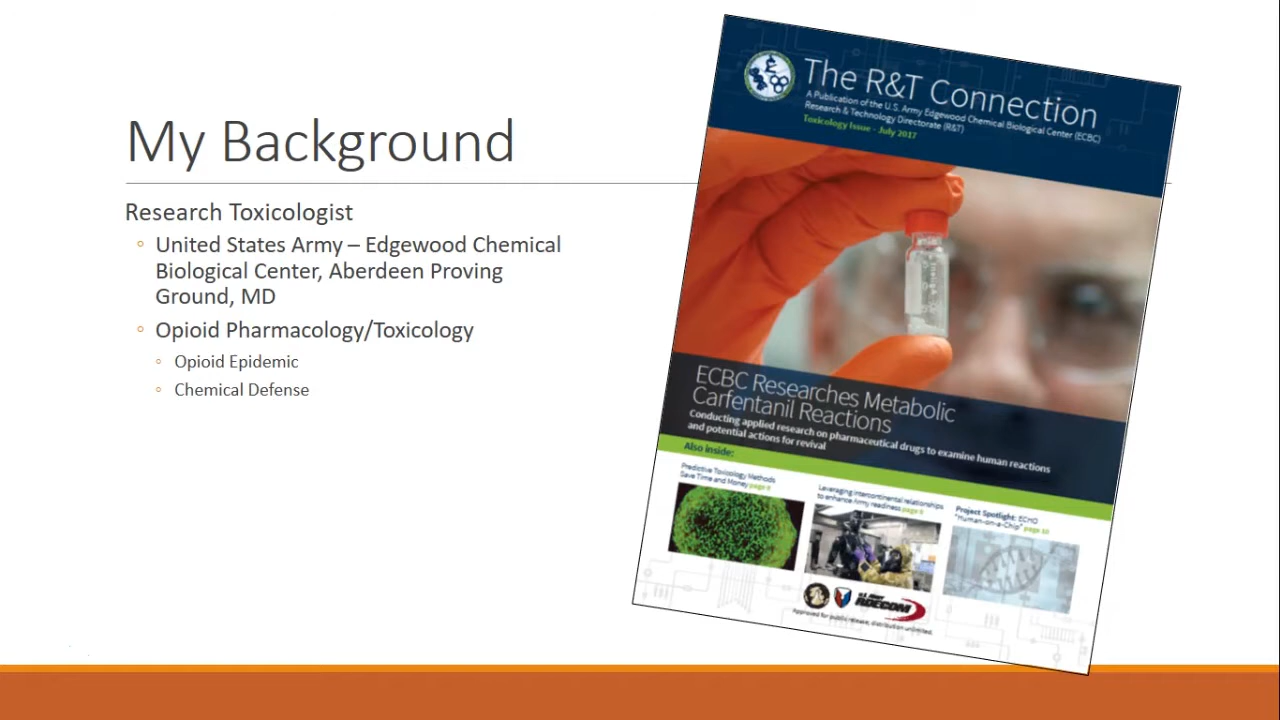 My Background
Research Toxicologist
◦ United States Army – Edgewood Chemical
Biological Center, Aberdeen Proving
Ground, MD
◦ Opioid Pharmacology/Toxicology
◦ Opioid Epidemic
◦ Chemical Defense
The R&T Connection
A Publication of the U.S. Army Edgewood Chemical Biological Center (ECBC)
Research & Technology Directorate (R&T)
Toxicology Issue - July 2017
ECBC Researches Metabolic
Carfentanil Reactions
Conducting applied research on pharmaceutical drugs to examine human reactions
and potential actions for revival
Also inside:
Predictive Toxicology Methods
Save Time and Money page
Leveraging intercontinental relationships
to enhance Army readiness page
Project Spotlight: ECHO
"Human-on-a-Chip" page 10
U.S. ARMY
RDECOM
Approved for public release, distribution unlimited.